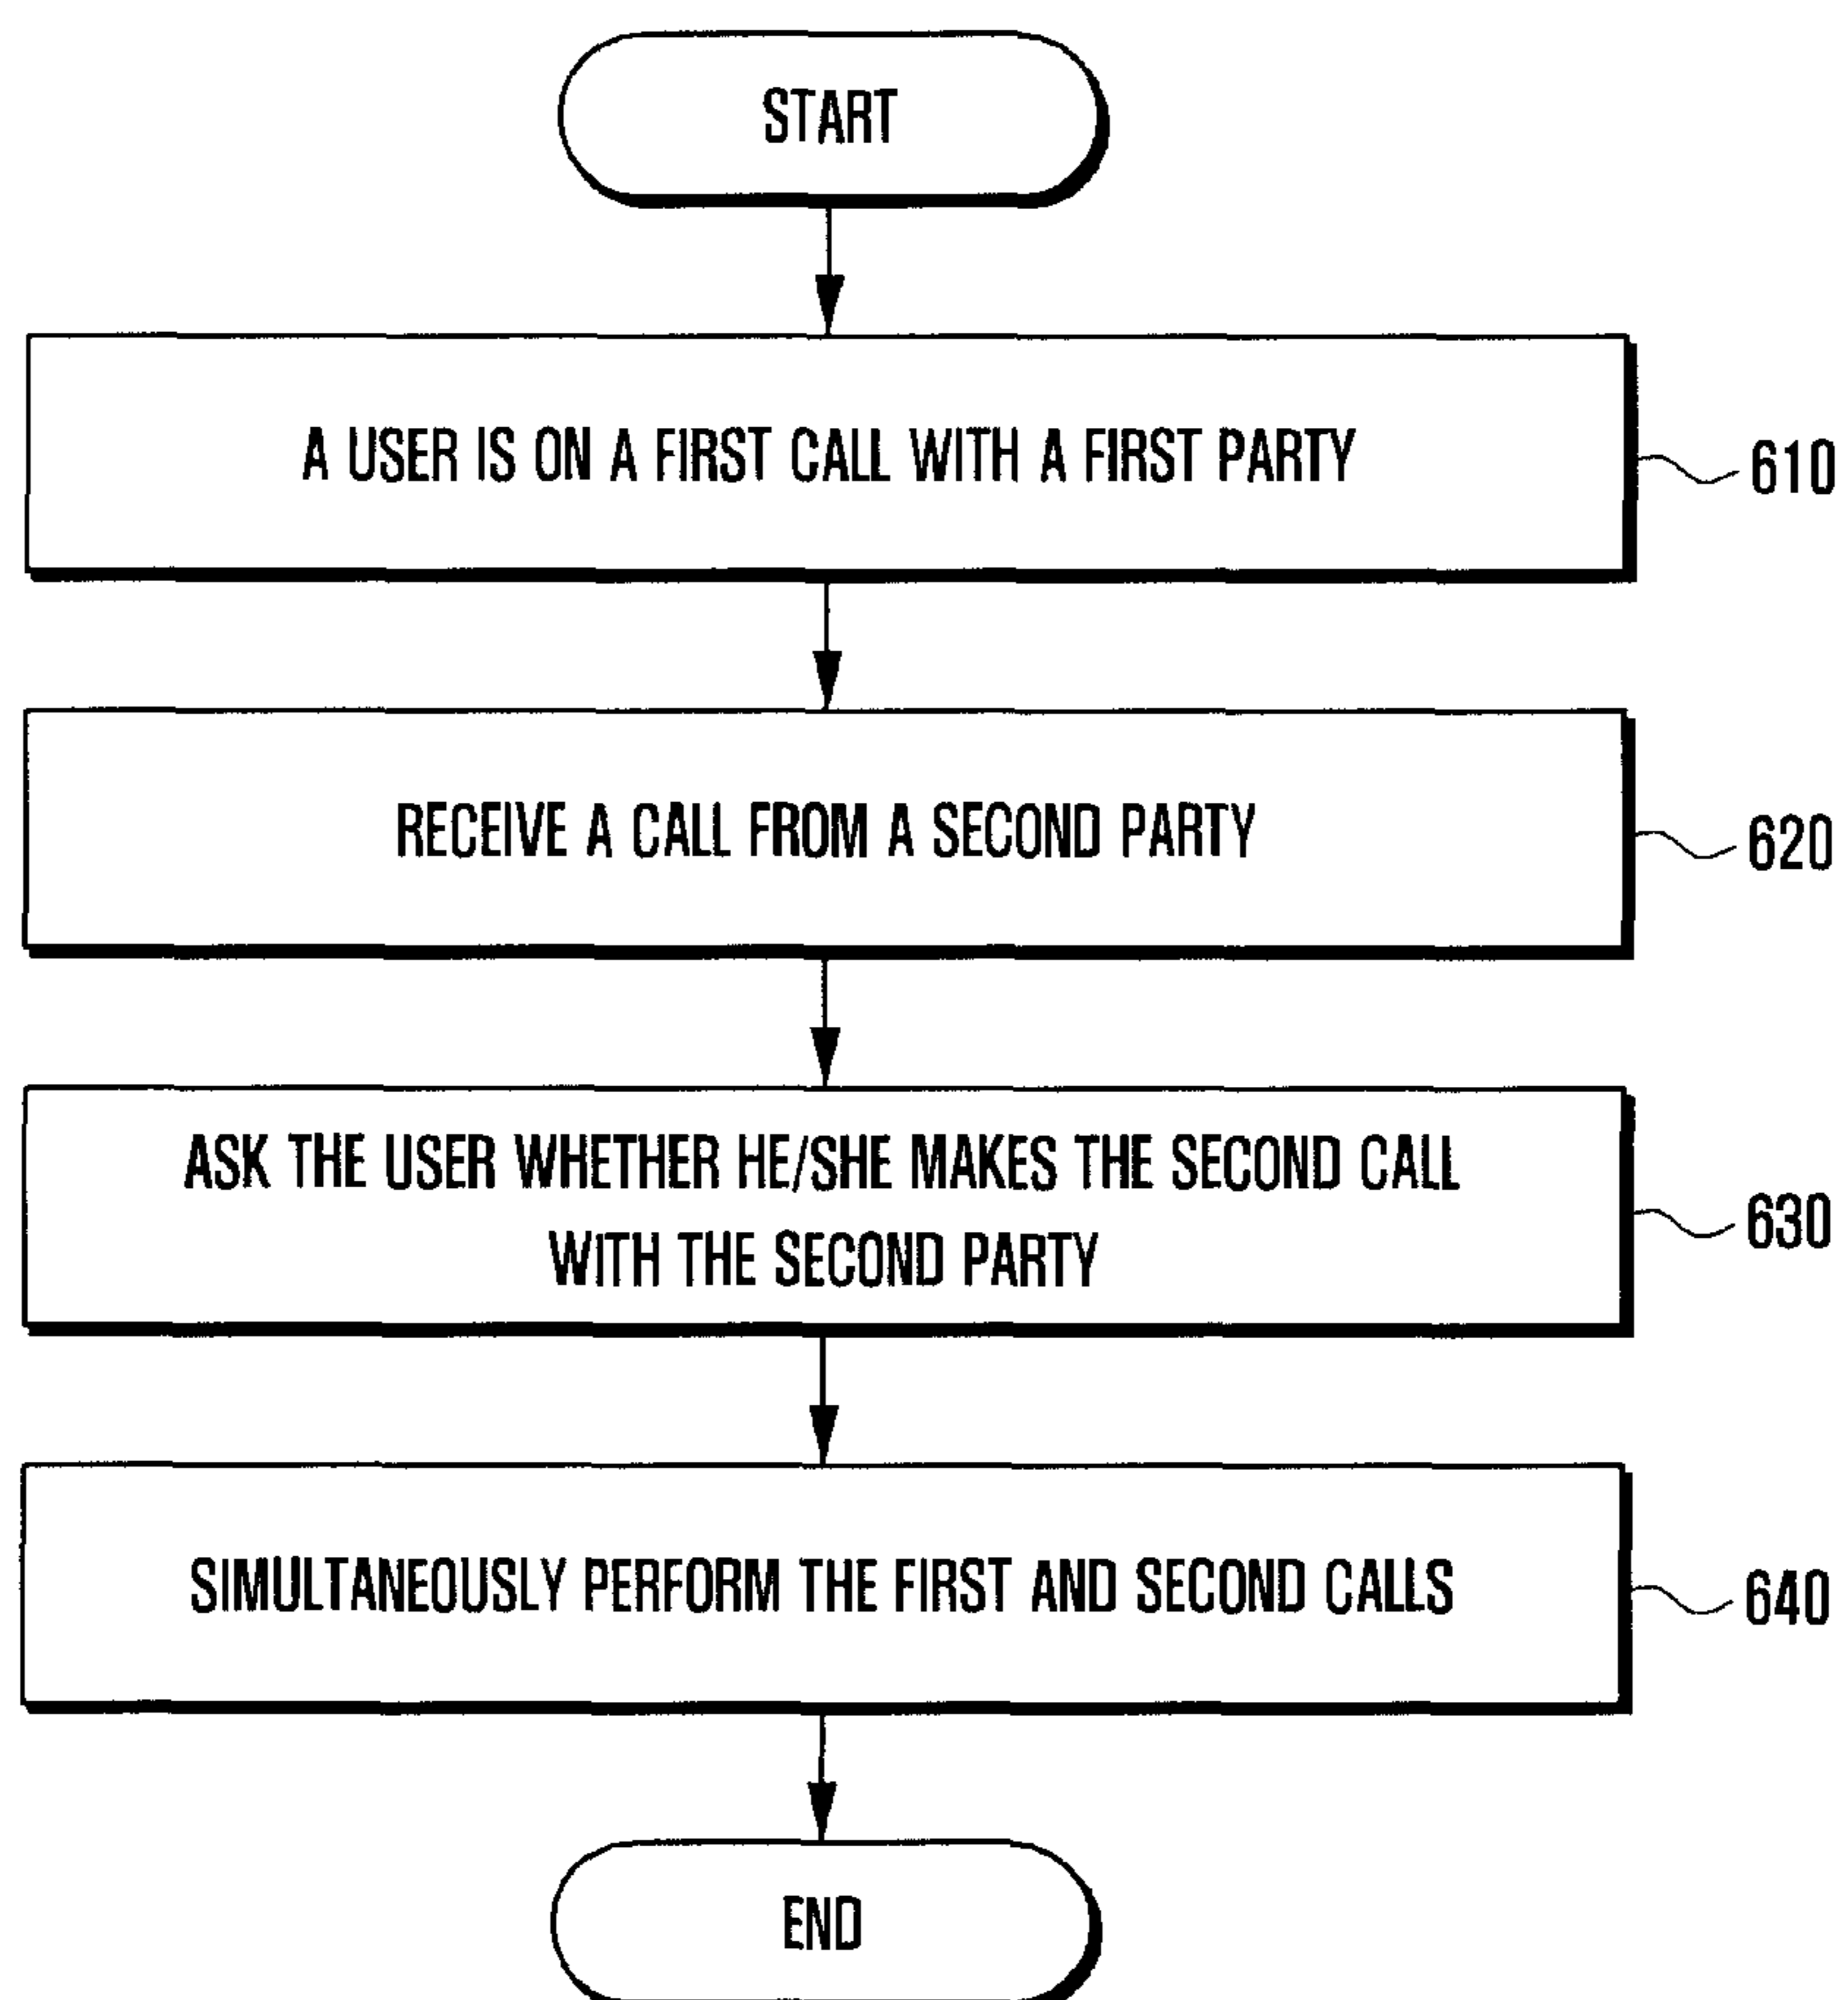 START
A USER IS ON A FIRST CALL WITH A FIRST PARTY
610
RECEIVE A CALL FROM A SECOND PARTY
620
ASK THE USER WHETHER HE/SHE MAKES THE SECOND CALL
WITH THE SECOND PARTY
630
SIMULTANEOUSLY PERFORM THE FIRST AND SECOND CALLS
640
END